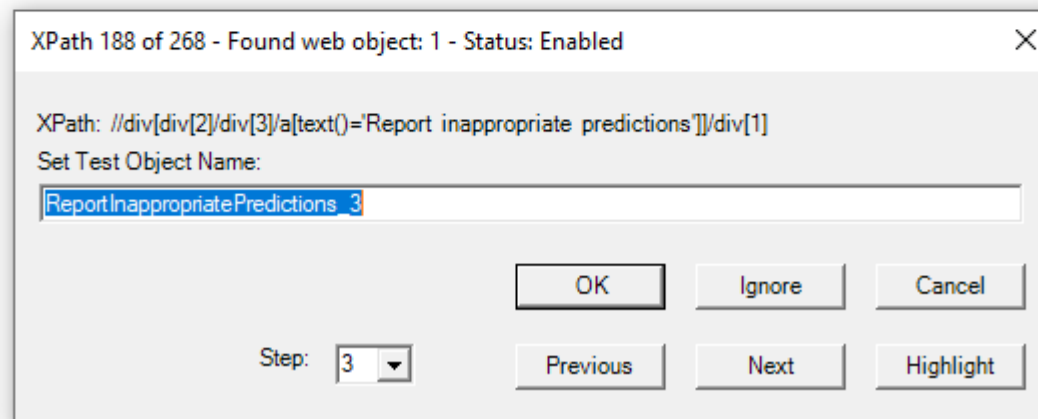 XPath 188 of 268 - Found web object: 1 - Status: Enabled
XPath: //div[div[2]/div[3]/a[text()='Report inappropriate predictions']]/div[1]
Set Test Object Name:
ReportInappropriatePredictions_3
OK Ignore Cancel
Step: 3 Previous Next Highlight